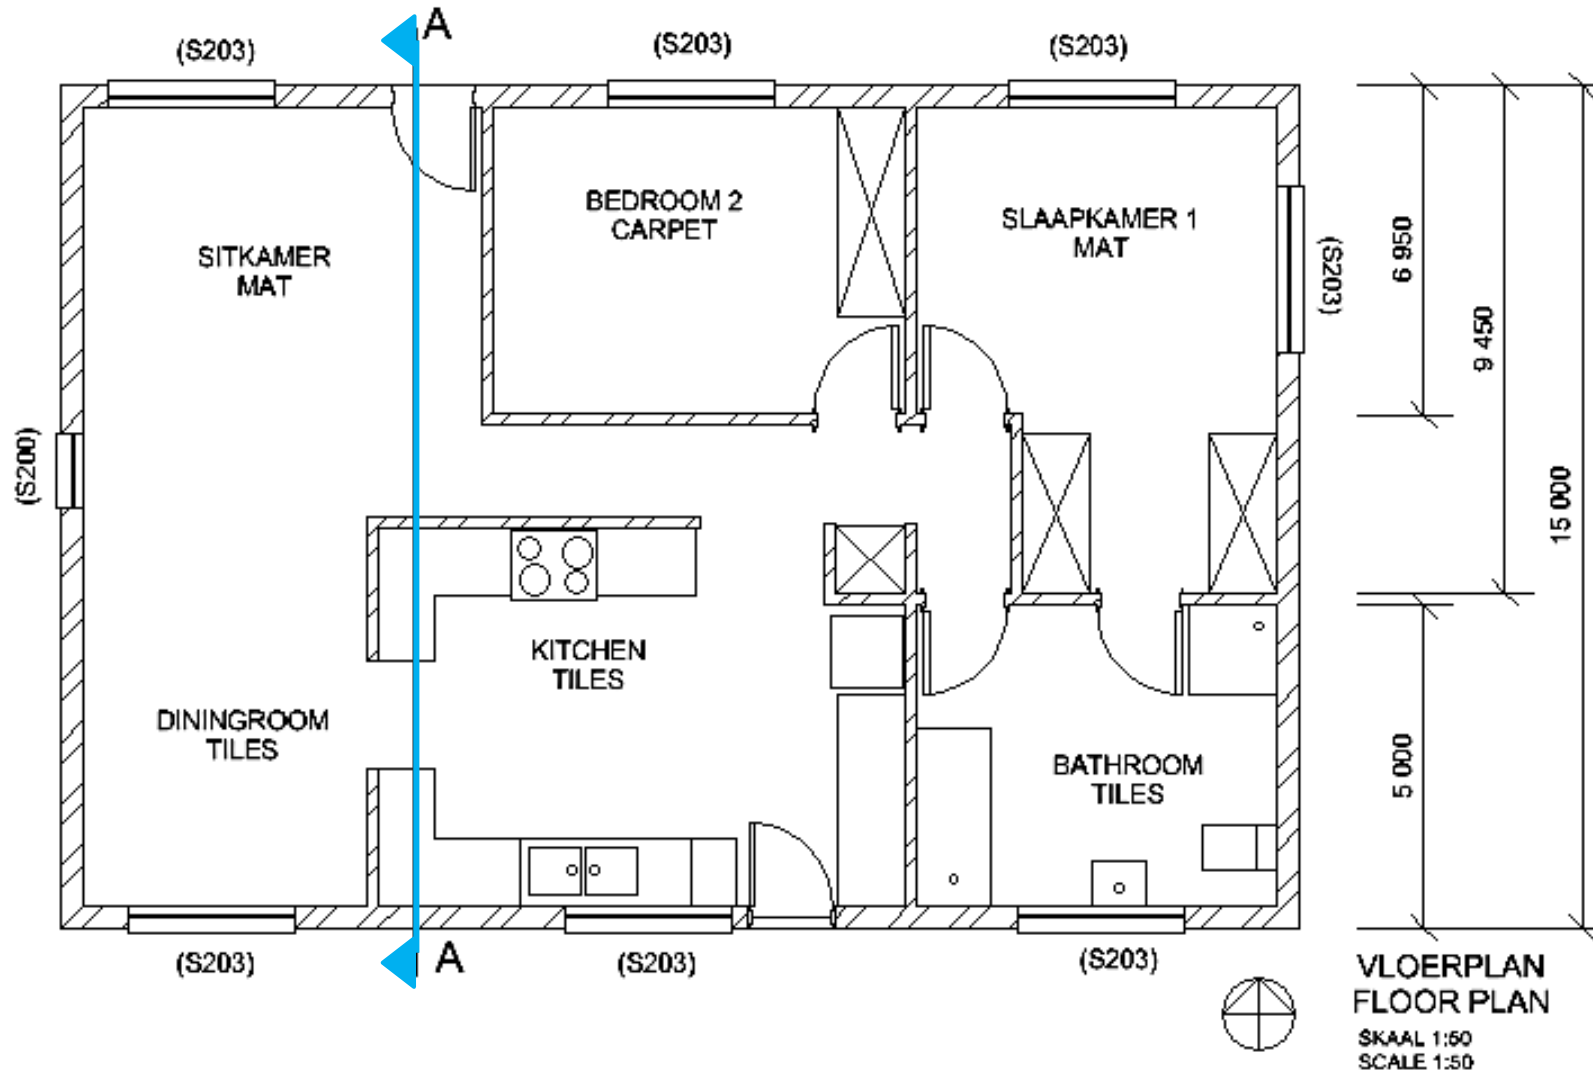 A
(S203)
(S203)
(S203)
BEDROOM 2
CARPET
SLAAPKAMER 1
MAT
SITKAMER
MAT
(S203)
6 950
9 450
15 000
(S200)
KITCHEN
TILES
DININGROOM
TILES
BATHROOM
TILES
5 000
(S203)
A
(S203)
(S203)
VLOERPLAN
FLOOR PLAN
SKAAL 1:50
SCALE 1:50